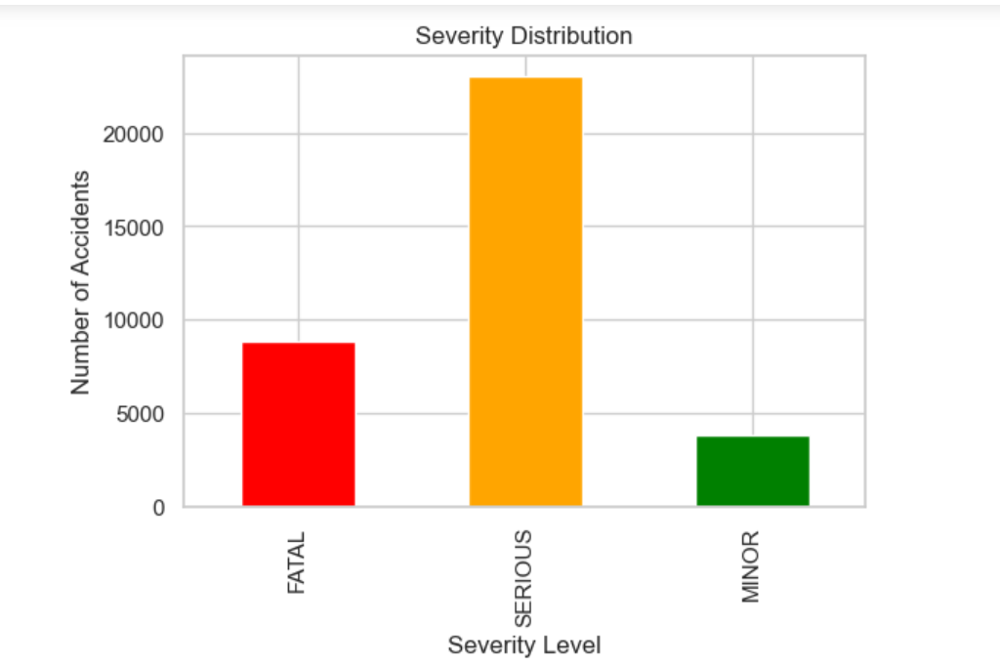 Severity Distribution
Number of Accidents
20000
15000
10000
5000
0
FATAL
SERIOUS
MINOR
Severity Level